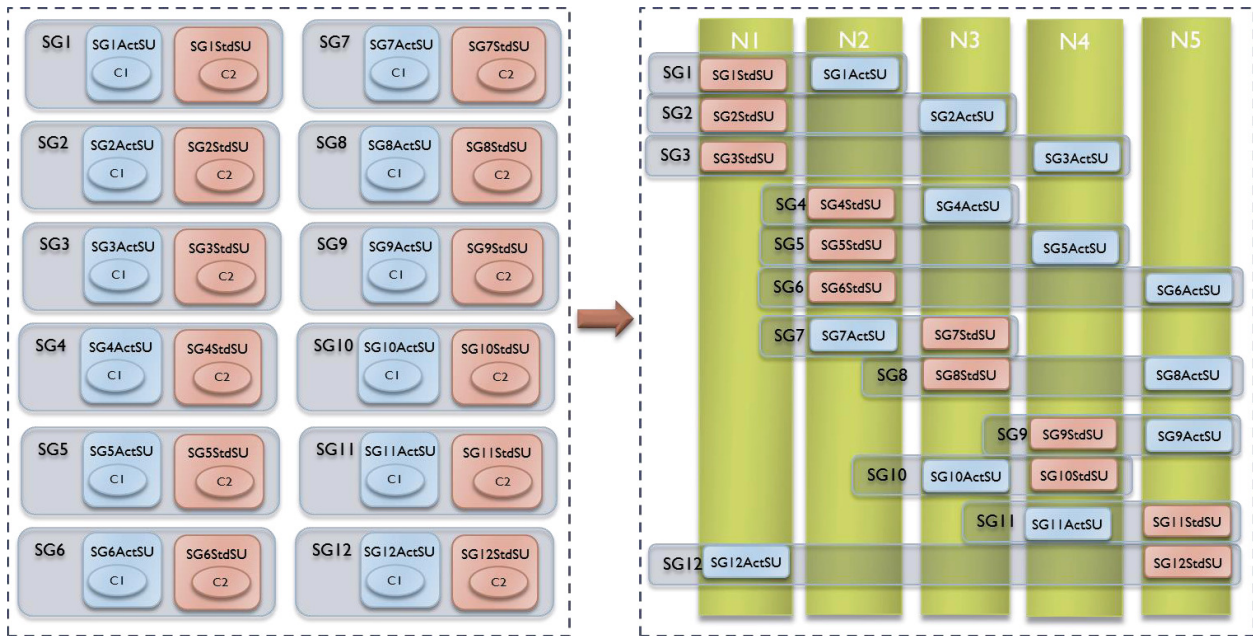 SG1
SG1ActSU
SG1StdSU
C1
C2
SG7
SG7ActSU
SG7StdSU
C1
C2
SG2
SG2ActSU
SG2StdSU
C1
C2
SG8
SG8ActSU
SG8StdSU
C1
C2
SG3
SG3ActSU
SG3StdSU
C1
C2
SG9
SG9ActSU
SG9StdSU
C1
C2
SG4
SG4ActSU
SG4StdSU
C1
C2
SG10
SG10ActSU
SG10StdSU
C1
C2
SG5
SG5ActSU
SG5StdSU
C1
C2
SG11
SG11ActSU
SG11StdSU
C1
C2
SG6
SG6ActSU
SG6StdSU
C1
C2
SG12
SG12ActSU
SG12StdSU
C1
C2
N1 N2 N3 N4 N5
SG1 SG1StdSU SG1ActSU
SG2 SG2StdSU SG2ActSU
SG3 SG3StdSU SG3ActSU
SG4 SG4StdSU SG4ActSU
SG5 SG5StdSU SG5ActSU
SG6 SG6StdSU SG6ActSU
SG7 SG7ActSU SG7StdSU
SG8 SG8StdSU SG8ActSU
SG9 SG9StdSU SG9ActSU
SG10 SG10ActSU SG10StdSU
SG11 SG11ActSU SG11StdSU
SG12 SG12ActSU SG12StdSU